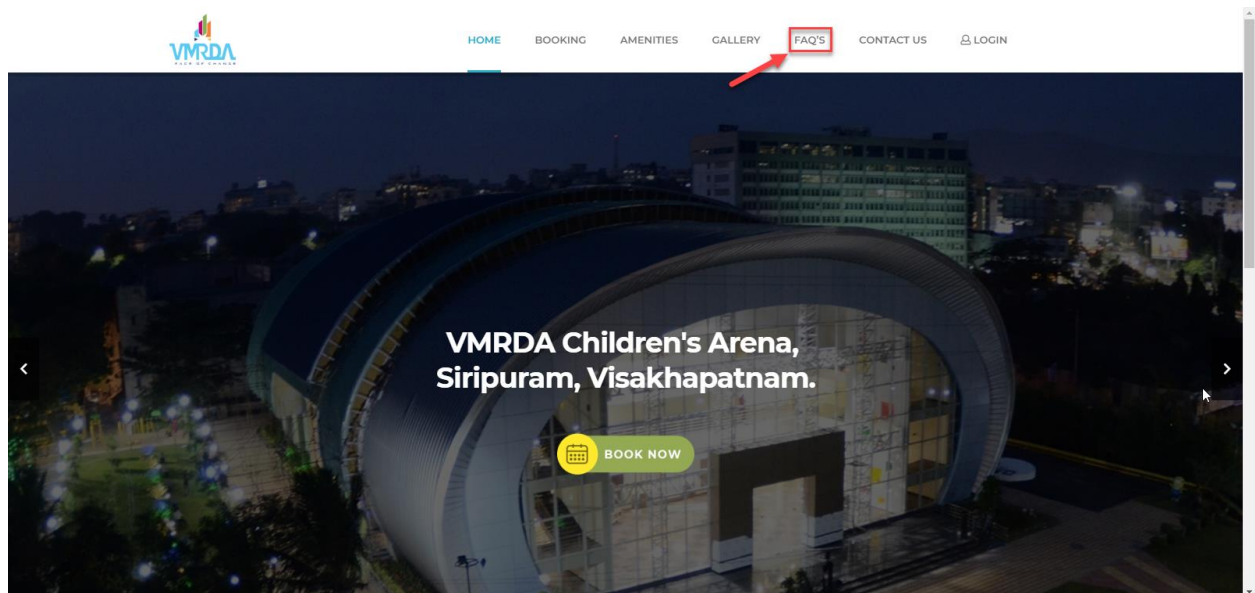 VMRDA
HOME BOOKING AMENITIES GALLERY FAQ'S CONTACT US LOGIN
VMRDA Children's Arena,
Siripuram, Visakhapatnam.
BOOK NOW